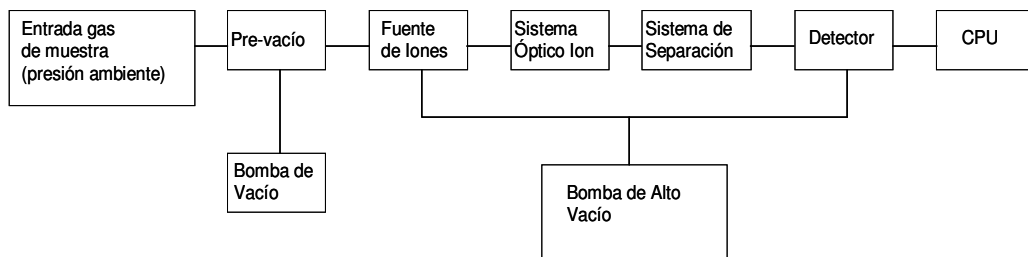 Entrada gas
de muestra
(presión ambiente)
Pre-vacío
Fuente
de Iones
Sistema
Óptico Ion
Sistema de
Separación
Detector
CPU
Bomba de
Vacío
Bomba de Alto
Vacío